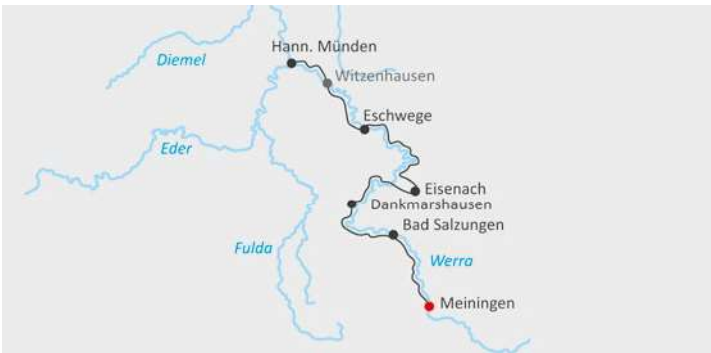 Hann. Münden
Diemel
Witzenhausen
Eschwege
Eder
Eisenach
Dankmarshausen
Bad Salzungen
Fulda
Werra
Meiningen